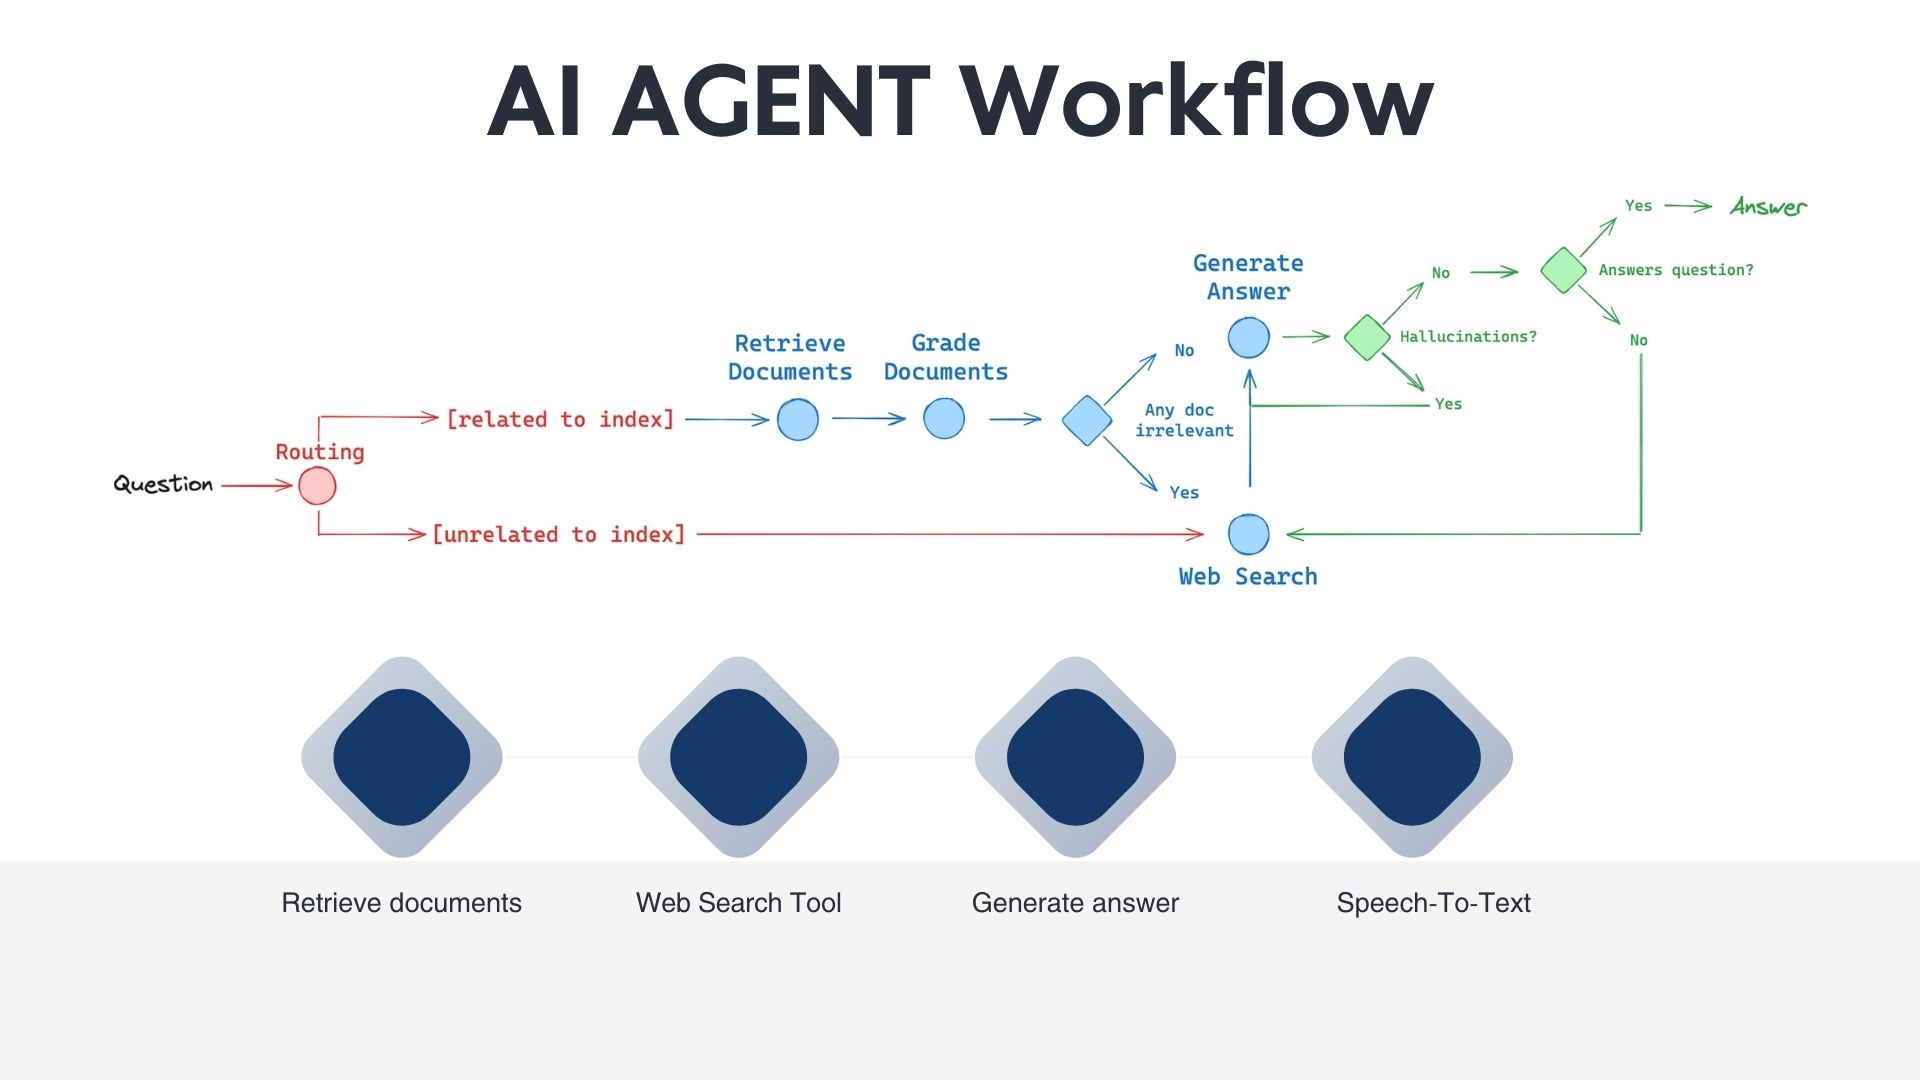 AI AGENT Workflow
Yes
Answer
Answers question?
No
Generate
Answer
No
Hallucinations?
Yes
Retrieve
Documents
Grade
Documents
No
Any doc
irrelevant
Yes
[related to index]
Routing
Question
[unrelated to index]
Web Search
Retrieve documents
Web Search Tool
Generate answer
Speech-To-Text